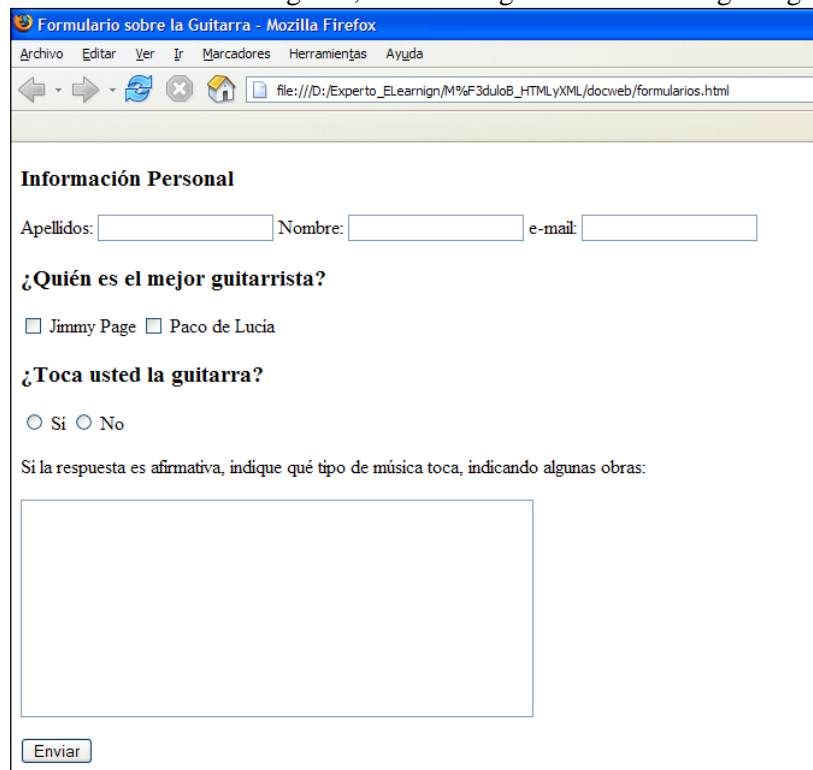 Formulario sobre la Guitarra - Mozilla Firefox
Archivo Editar Ver Ir Marcadores Herramientas Ayuda
file:///D:/Experto_ELearnign/M%F3duloB_HTMLyXML/docweb/formularios.html
Información Personal
Apellidos: Nombre: e-mail:
¿Quién es el mejor guitarrista?
Jimmy Page Paco de Lucía
¿Toca usted la guitarra?
Sí No
Si la respuesta es afirmativa, indique qué tipo de música toca, indicando algunas obras:
Enviar